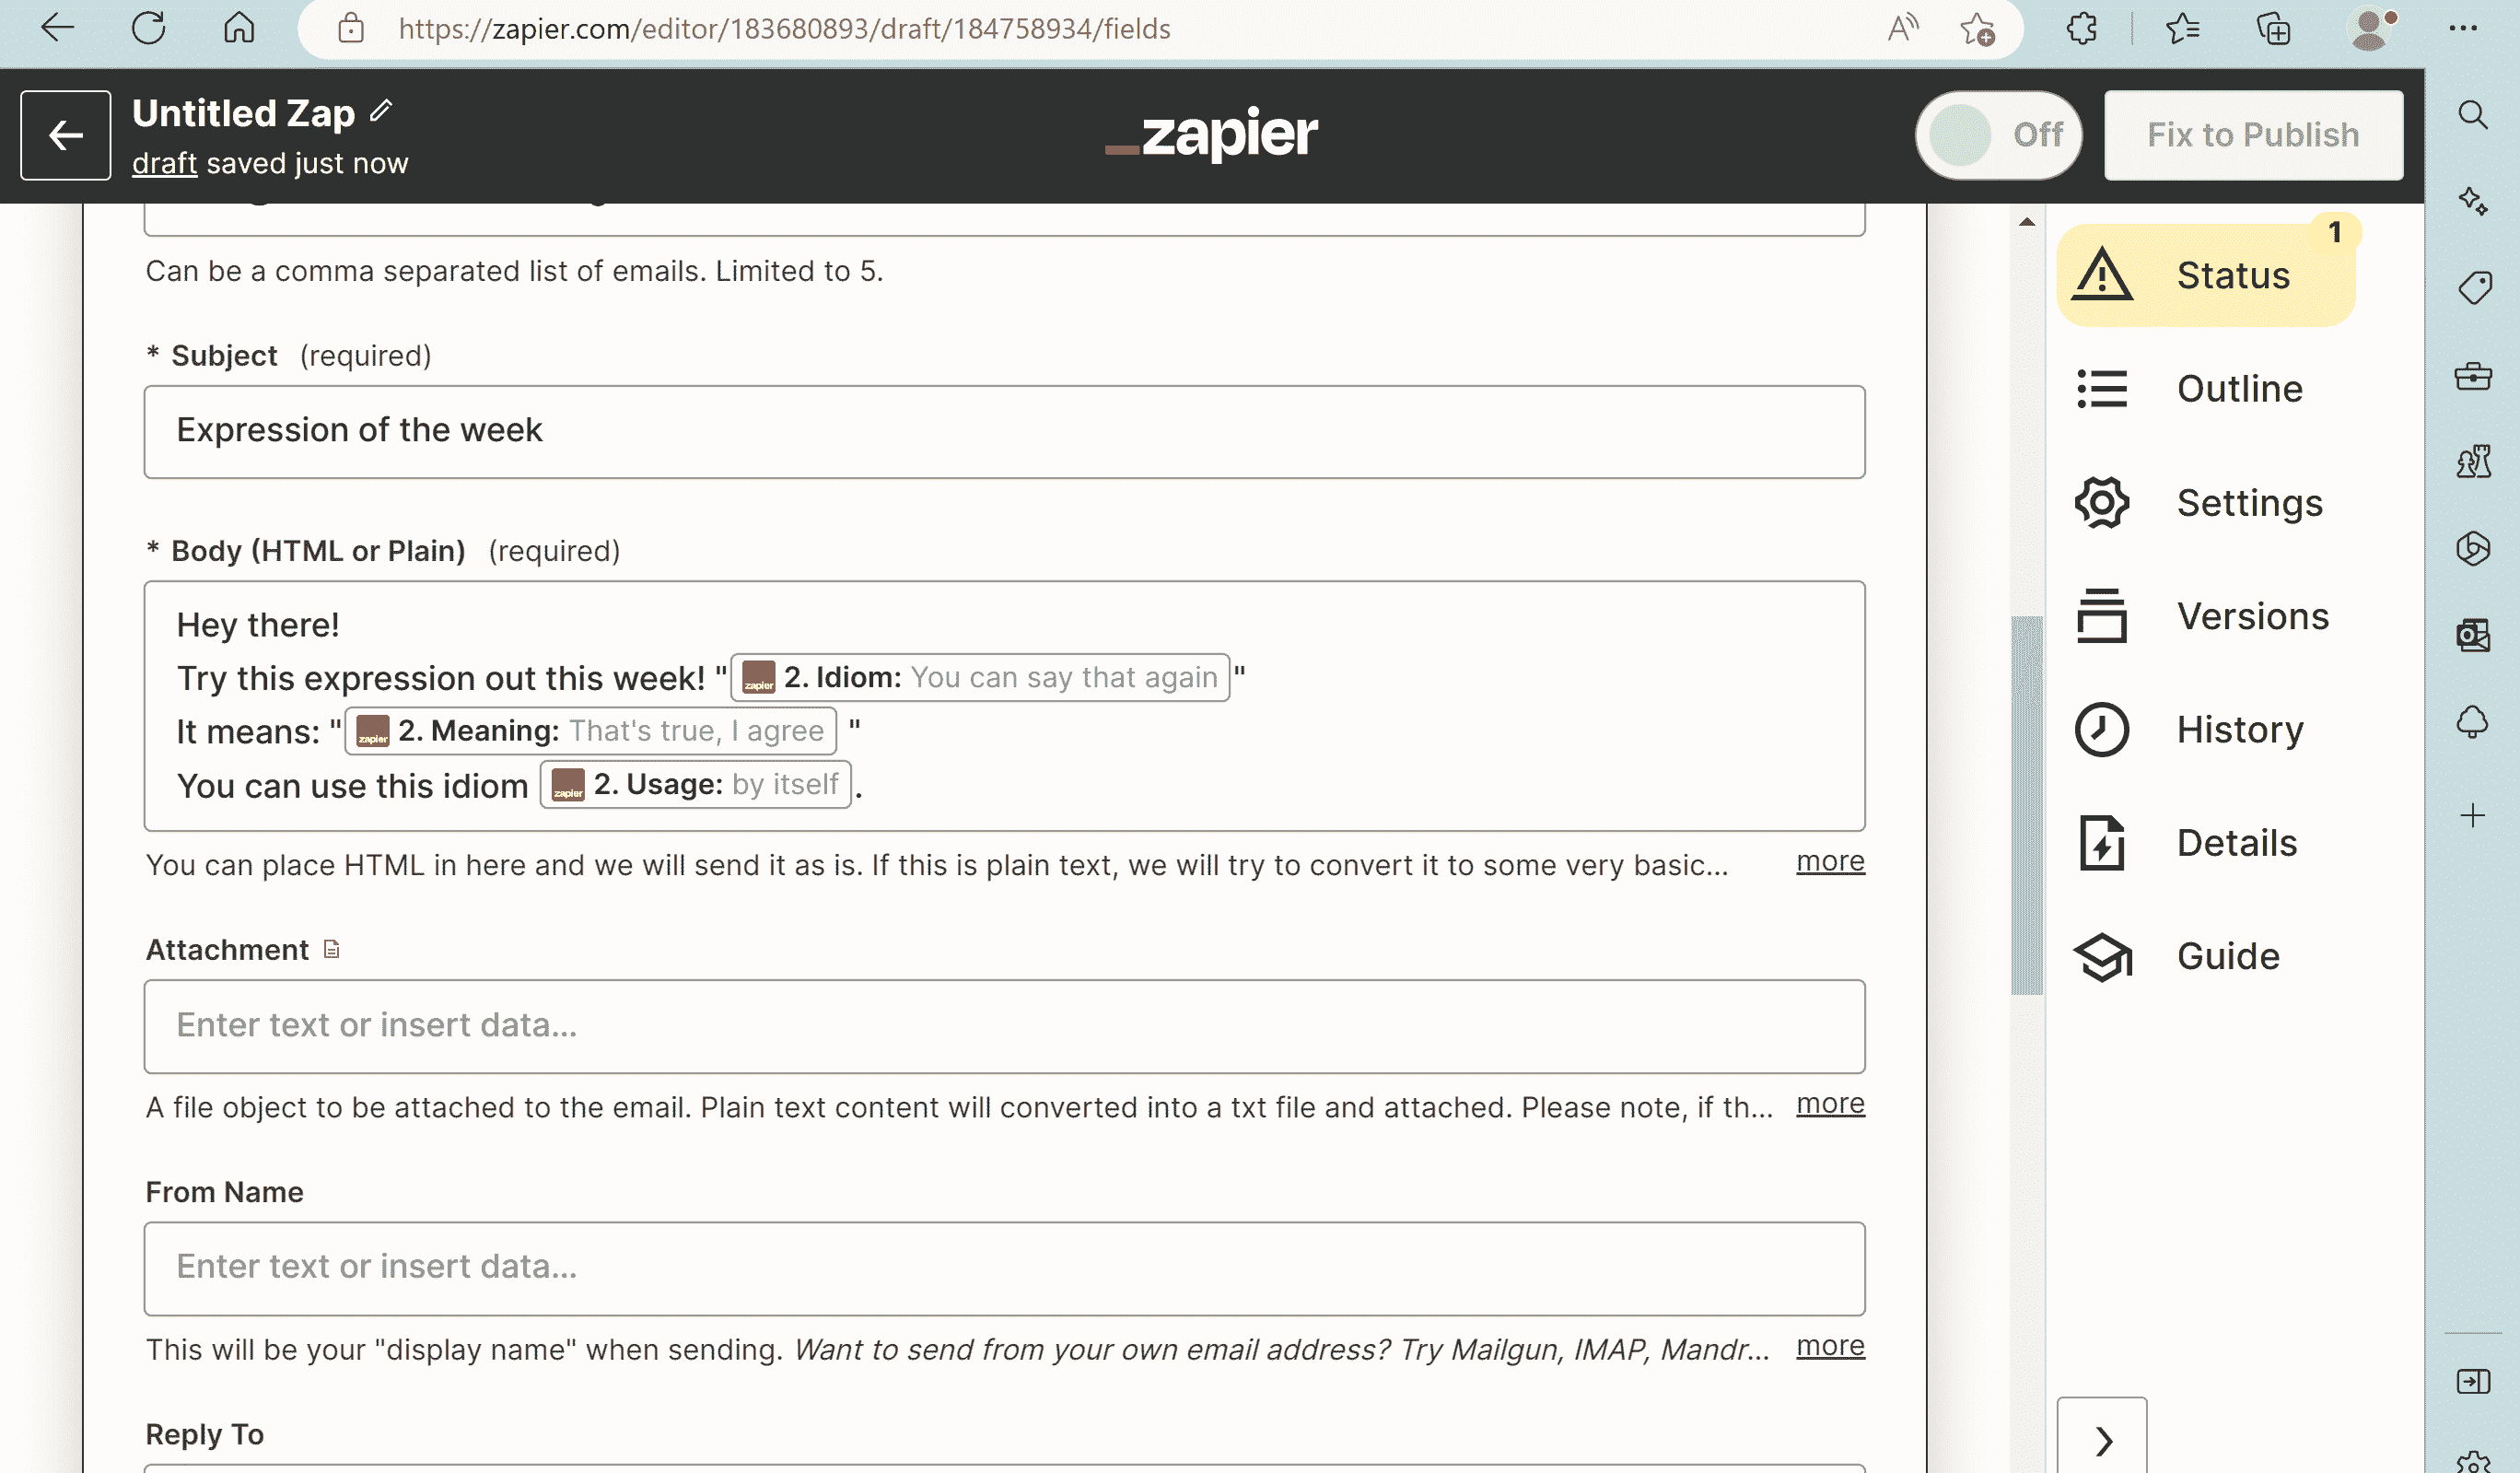 https://zapier.com/editor/183680893/draft/184758934/fields
Untitled Zap
draft saved just now
zapier
Off
Fix to Publish
Can be a comma separated list of emails. Limited to 5.
* Subject (required)
Expression of the week
* Body (HTML or Plain) (required)
Hey there!
Try this expression out this week! "zapier 2. Idiom: You can say that again"
It means: "zapier 2. Meaning: That's true, I agree "
You can use this idiom zapier 2. Usage: by itself.
You can place HTML in here and we will send it as is. If this is plain text, we will try to convert it to some very basic... more
Attachment
Enter text or insert data...
A file object to be attached to the email. Plain text content will converted into a txt file and attached. Please note, if th... more
From Name
Enter text or insert data...
This will be your "display name" when sending. Want to send from your own email address? Try Mailgun, IMAP, Mandr... more
Reply To
1
Status
Outline
Settings
Versions
History
Details
Guide